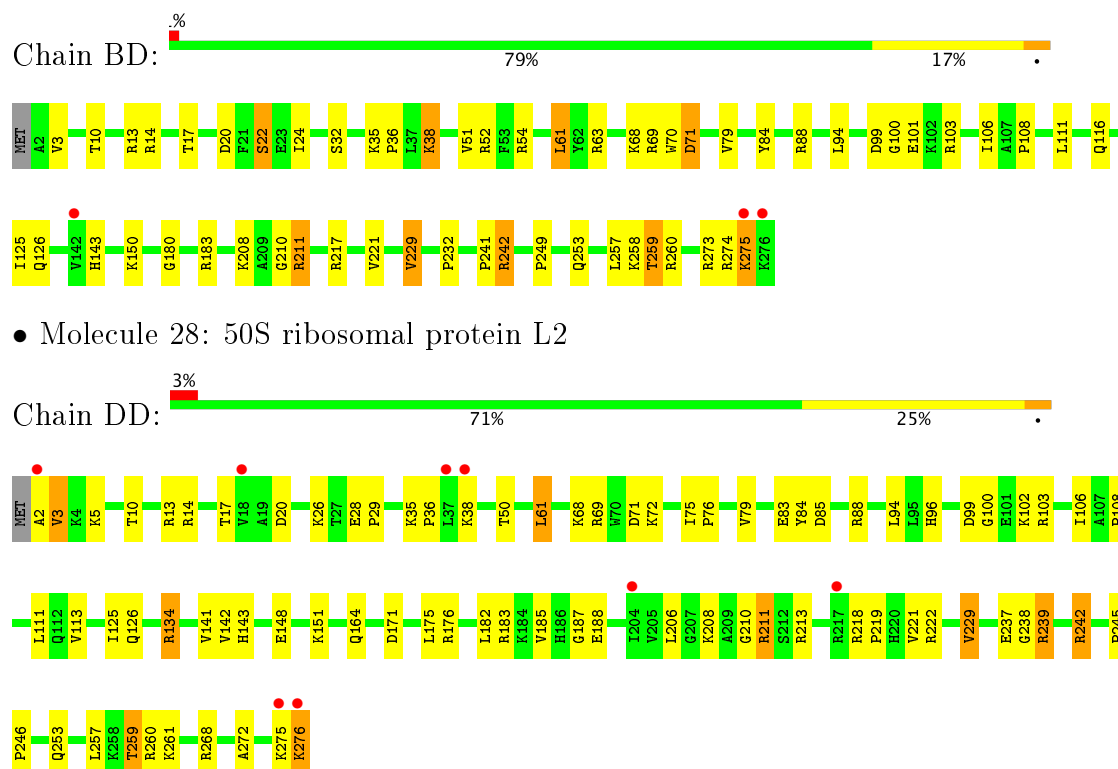 .%
Chain BD: 79% 17% •
MET A2 V3 T10 R13 R14 T17 D20 F21 S22 E23 I24 S32 K35 P36 L37 K38 V51 R52 F53 R54 L61 Y62 R63 K68 R69 W70 D71 V79 Y84 R88 L94 D99 G100 E101 K102 R103 I106 A107 P108 L111 Q116
I125 Q126 V142 H143 K150 G180 R183 K208 A209 G210 R211 R217 V221 V229 P232 P241 R242 P249 Q253 L257 K258 T259 R260 R273 R274 K275 K276
• Molecule 28: 50S ribosomal protein L2
3%
Chain DD: 71% 25% •
MET A2 V3 K4 K5 T10 R13 R14 T17 V18 A19 D20 K26 T27 E28 P29 K35 P36 L37 K38 T50 L61 K68 R69 W70 D71 K72 I75 P76 V79 E83 Y84 D85 R88 L94 L95 H96 D99 G100 E101 K102 R103 I106 A107 P108
L111 Q112 V113 I125 Q126 R134 V141 V142 H143 E148 K151 Q164 D171 L175 R176 L182 R183 K184 V185 H186 G187 E188 I204 V205 L206 G207 K208 A209 G210 R211 S212 R213 R217 R218 P219 H220 V221 R222 V229 E237 G238 R239 R242 P245
P246 Q253 L257 K258 T259 R260 K261 R268 A272 K275 K276